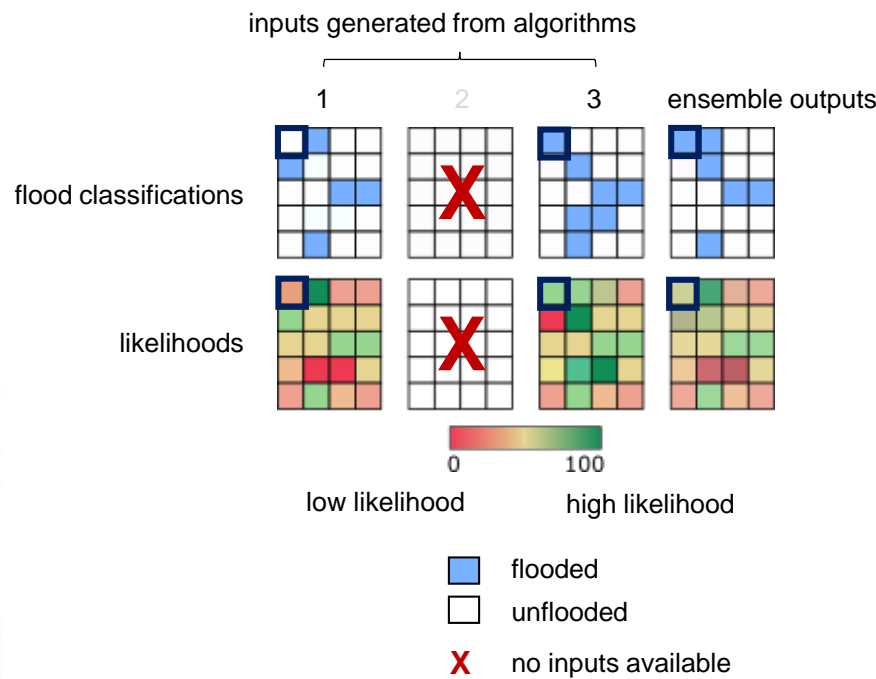 inputs generated from algorithms
1 2 3 ensemble outputs
flood classifications
X
likelihoods
X
0 100
low likelihood high likelihood
flooded
unflooded
X no inputs available